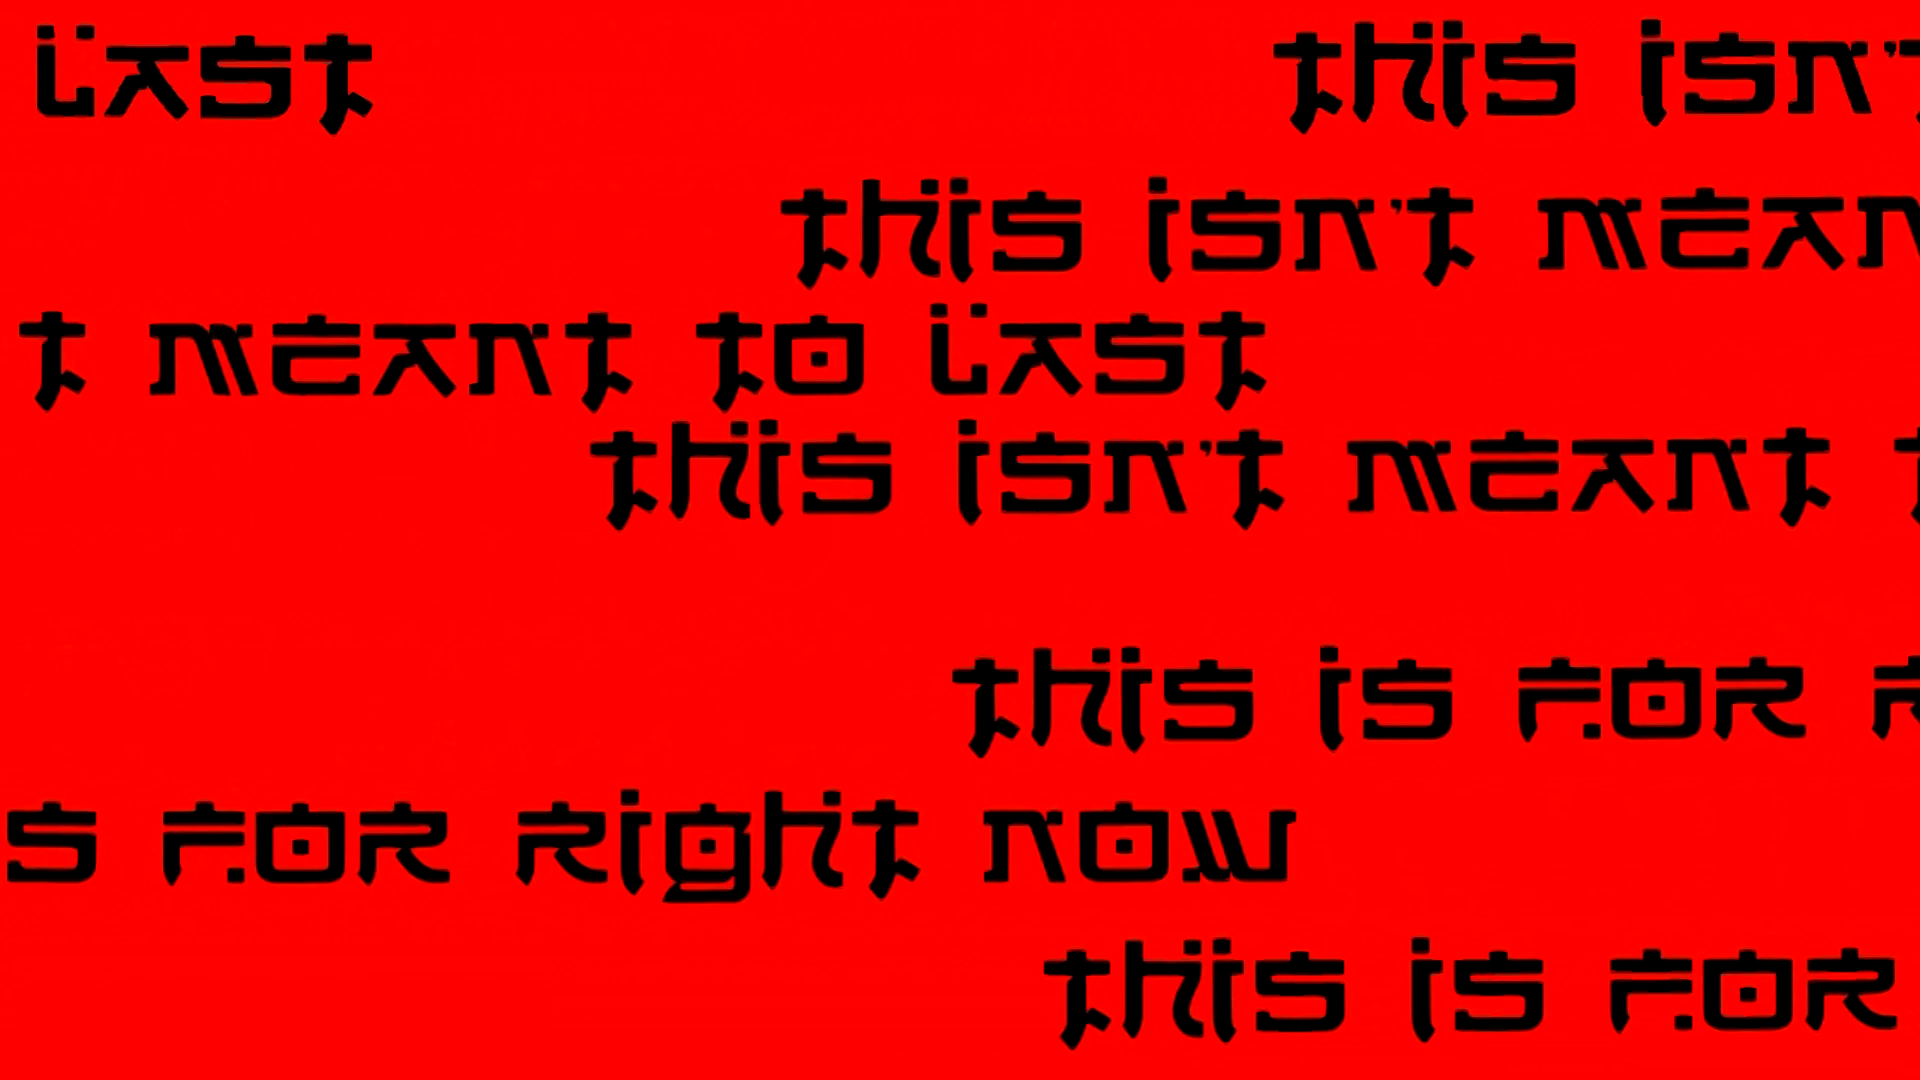 LAST this isn't
this isn't MEAN
t MEANt tO LASt
this isn't MEANt t
this is FOR R
S FOR Right nOw
this is FOR